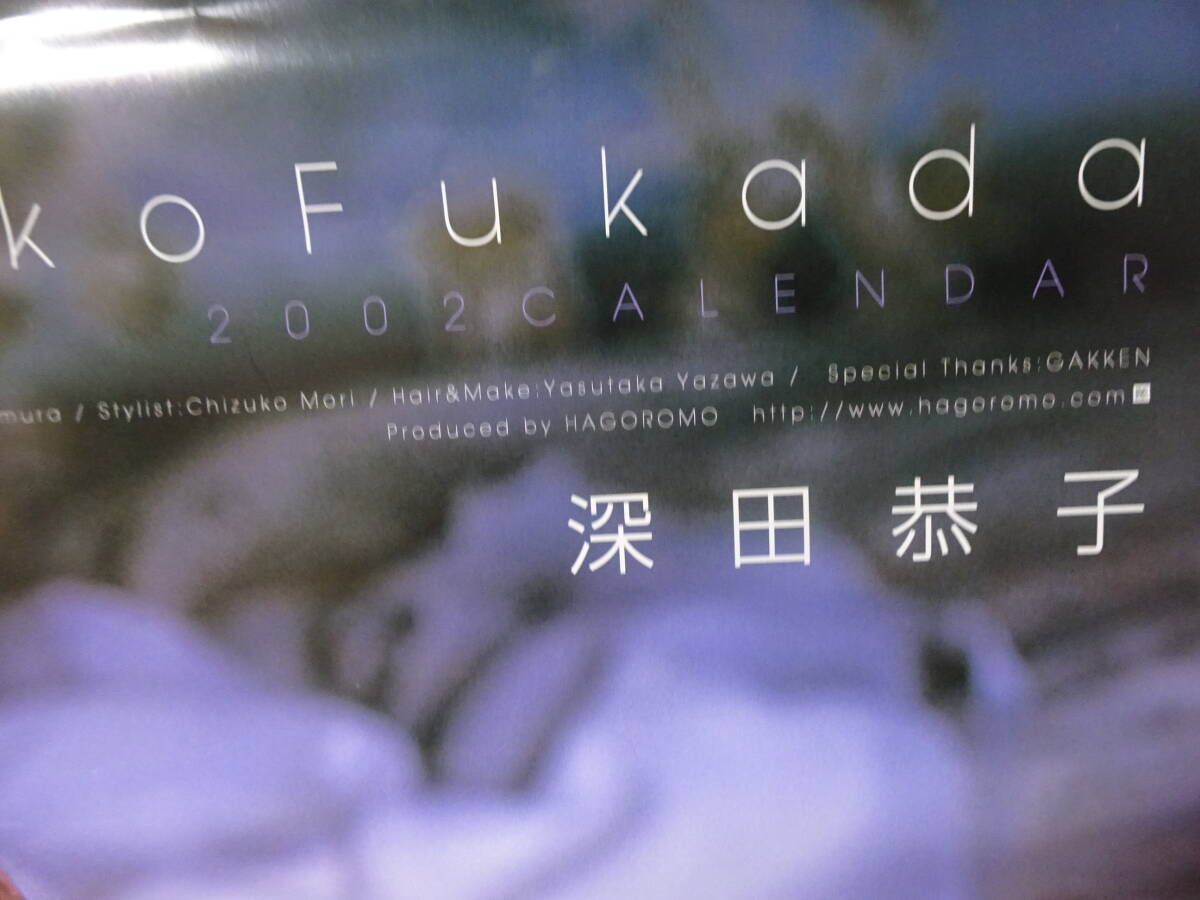 koFukada
2002CALENDAR
mura / Stylist:Chizuko Mori / Hair&Make:Yasutaka Yazawa / Special Thanks:GAKKEN
Produced by HAGOROMO http://www.hagoromo.com
深田恭子